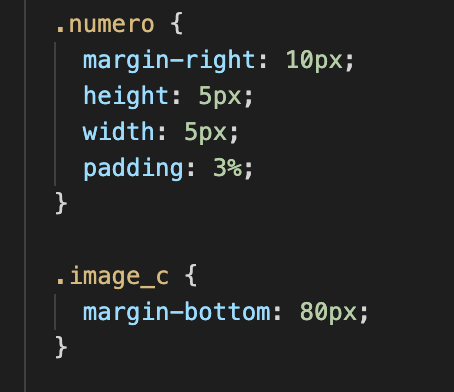 .numero {
margin-right: 10px;
height: 5px;
width: 5px;
padding: 3%;
}
.image_c {
margin-bottom: 80px;
}